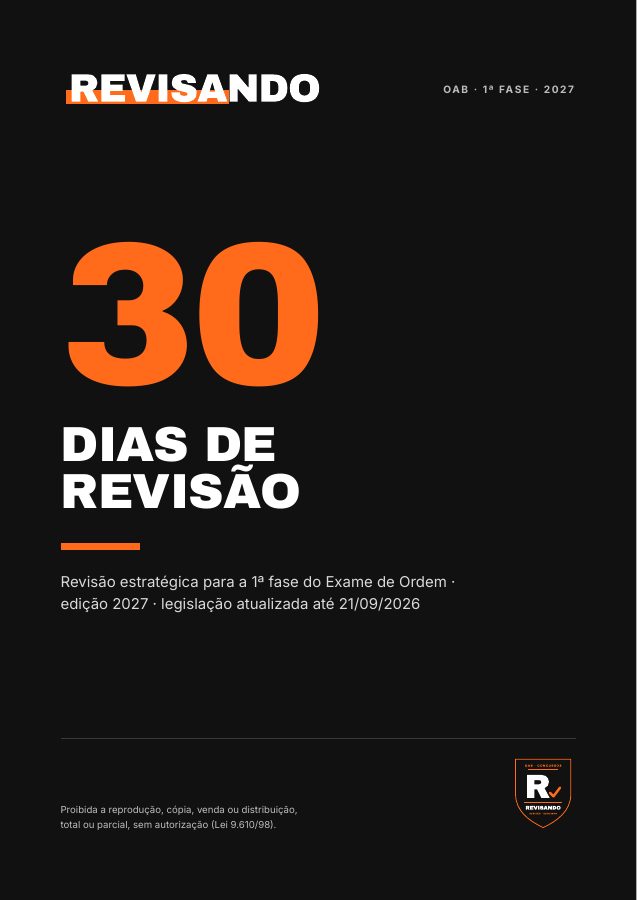 REVISANDO
OAB · 1ª FASE · 2027
30
DIAS DE
REVISÃO
Revisão estratégica para a 1ª fase do Exame de Ordem ·
edição 2027 · legislação atualizada até 21/09/2026
Proibida a reprodução, cópia, venda ou distribuição,
total ou parcial, sem autorização (Lei 9.610/98).
OAB · CONCURSOS
R
REVISANDO